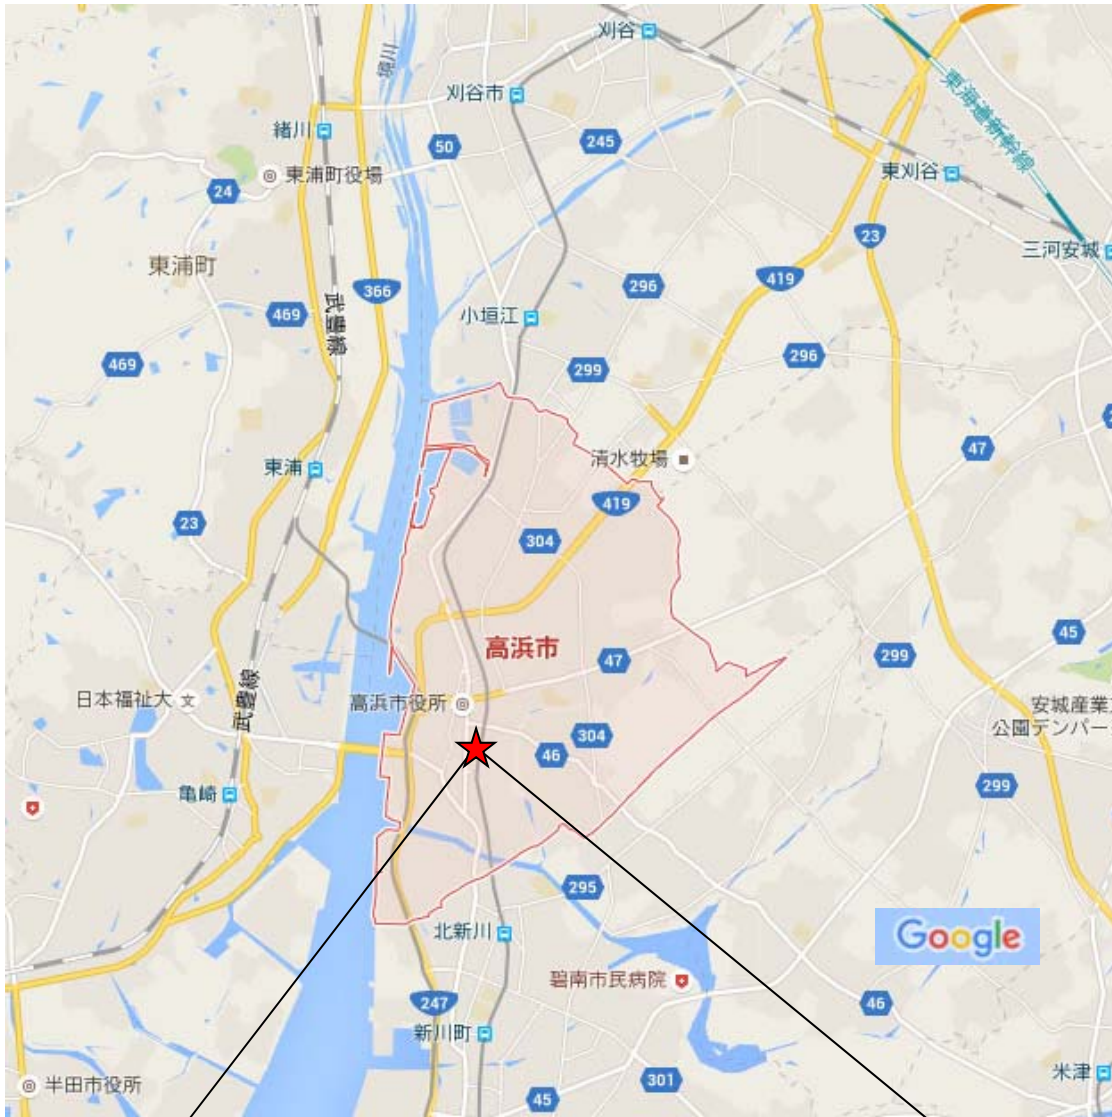 刈谷
境川
刈谷市
東海道新幹線
緒川
50
245
東浦町役場
東刈谷
24
23
三河安城
東浦町
366
296
419
469
武豊線
小垣江
469
299
296
47
東浦
清水牧場
419
23
304
高浜市
47
45
299
日本福祉大
武豊線
高浜市役所
安城産業
公園デンパー
304
46
299
亀崎
295
北新川
Google
碧南市民病院
247
46
新川町
半田市役所
301
米津
45